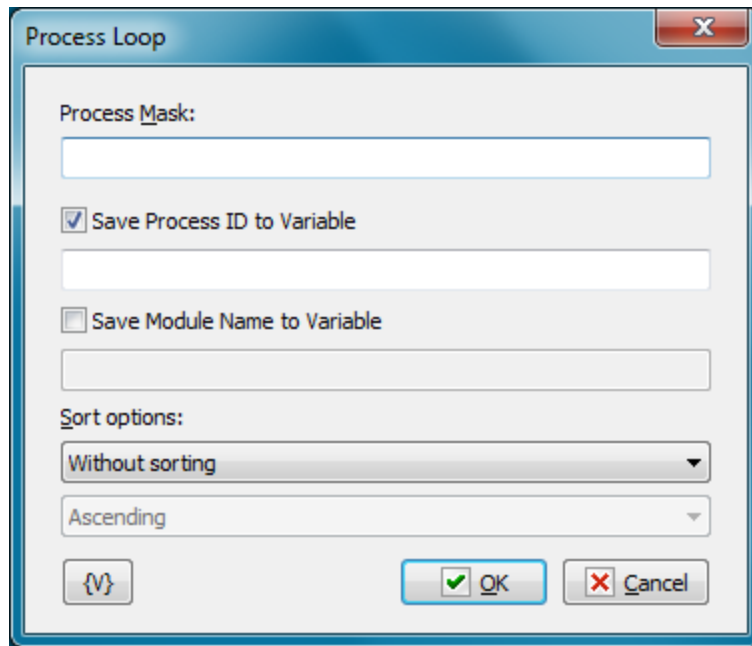 Process Loop
Process Mask:
Save Process ID to Variable
Save Module Name to Variable
Sort options:
Without sorting
Ascending
{V} OK Cancel